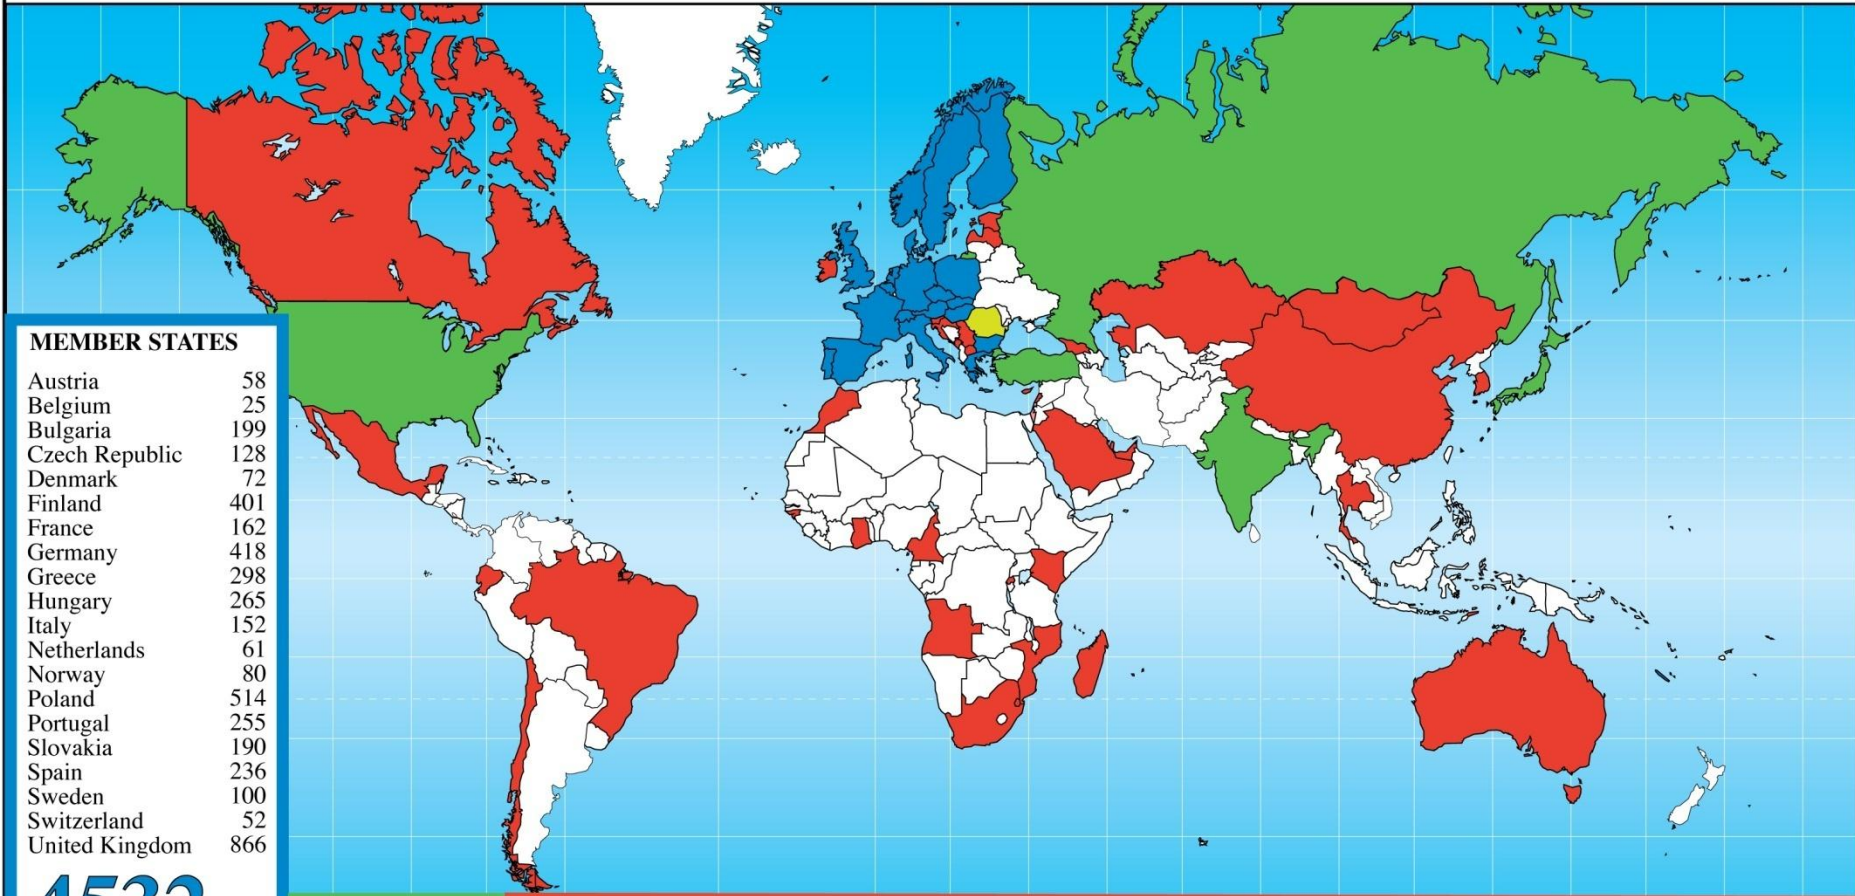 MEMBER STATES
Austria 58
Belgium 25
Bulgaria 199
Czech Republic 128
Denmark 72
Finland 401
France 162
Germany 418
Greece 298
Hungary 265
Italy 152
Netherlands 61
Norway 80
Poland 514
Portugal 255
Slovakia 190
Spain 236
Sweden 100
Switzerland 52
United Kingdom 866
4532